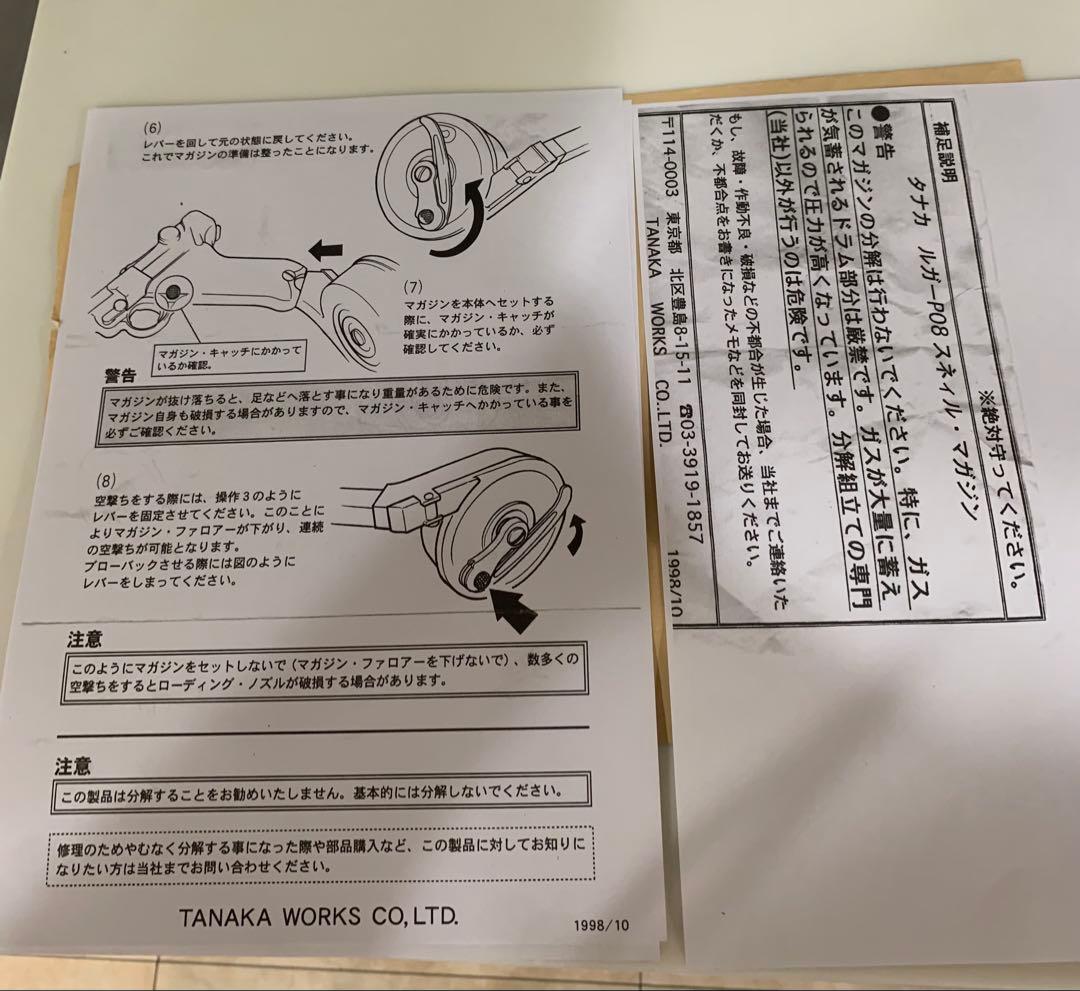 (6)
レバーを回して元の状態に戻してください。
これでマガジンの準備は整ったことになります。
(7)
マガジンを本体へセットする
際に、マガジン・キャッチが
確実にかかっているか、必ず
確認してください。
マガジン・キャッチにかかって
いるか確認。
警告
マガジンが抜け落ちると、足などへ落とす事になり重量があるために危険です。また、
マガジン自身も破損する場合がありますので、マガジン・キャッチへかかっている事を
必ずご確認ください。
(8)
空撃ちをする際には、操作3のように
レバーを固定させてください。このことに
よりマガジン・ファロアーが下がり、連続
の空撃ちが可能となります。
ブローバックさせる際には図のように
レバーをしまってください。
注意
このようにマガジンをセットしないで(マガジン・ファロアーを下げないで)、数多くの
空撃ちをするとローディング・ノズルが破損する場合があります。
注意
この製品は分解することをお勧めいたしません。基本的には分解しないでください。
修理のためやむなく分解する事になった際や部品購入など、この製品に対してお知りに
なりたい方は当社までお問い合わせください。
TANAKA WORKS CO,LTD.
1998/10
※絶対守ってください。
補足説明 タナカ ルガーP08スネイル・マガジン
●警告
このマガジンの分解は行わないでください。特に、ガス
が気蓄されるドラム部分は厳禁です。ガスが大量に蓄え
られるので圧力が高くなっています。分解組立ての専門
(当社)以外が行うのは危険です。
もし、故障・作動不良・破損などの不都合が生じた場合、当社までご連絡いた
だくか、不都合点をお書きになったメモなどを同封してお送りください。
〒114-0003 東京都 北区豊島8-15-11 ☎03-3919-1857
TANAKA WORKS CO.,LTD.
1998/10